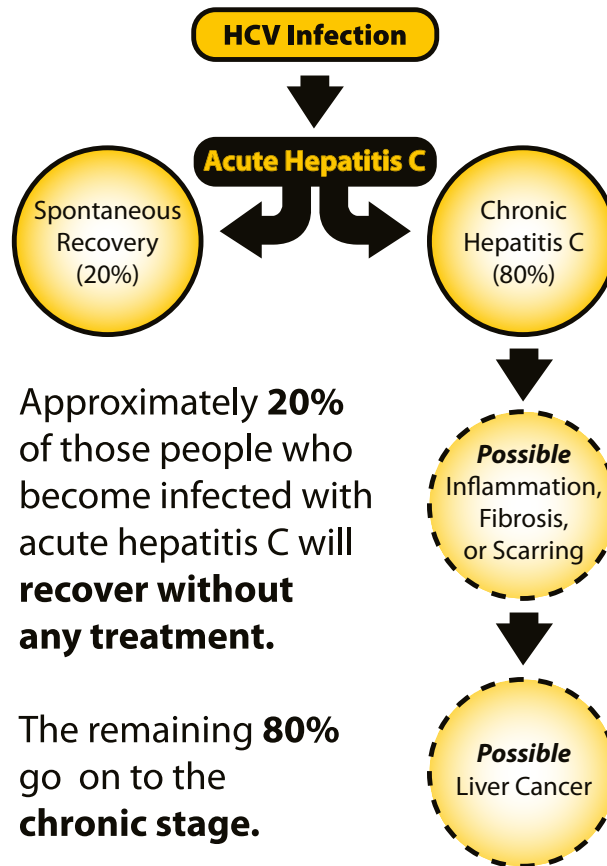 HCV Infection
Acute Hepatitis C
Spontaneous
Recovery
(20%)
Chronic
Hepatitis C
(80%)
Approximately 20%
of those people who
become infected with
acute hepatitis C will
recover without
any treatment.
The remaining 80%
go on to the
chronic stage.
Possible
Inflammation,
Fibrosis,
or Scarring
Possible
Liver Cancer